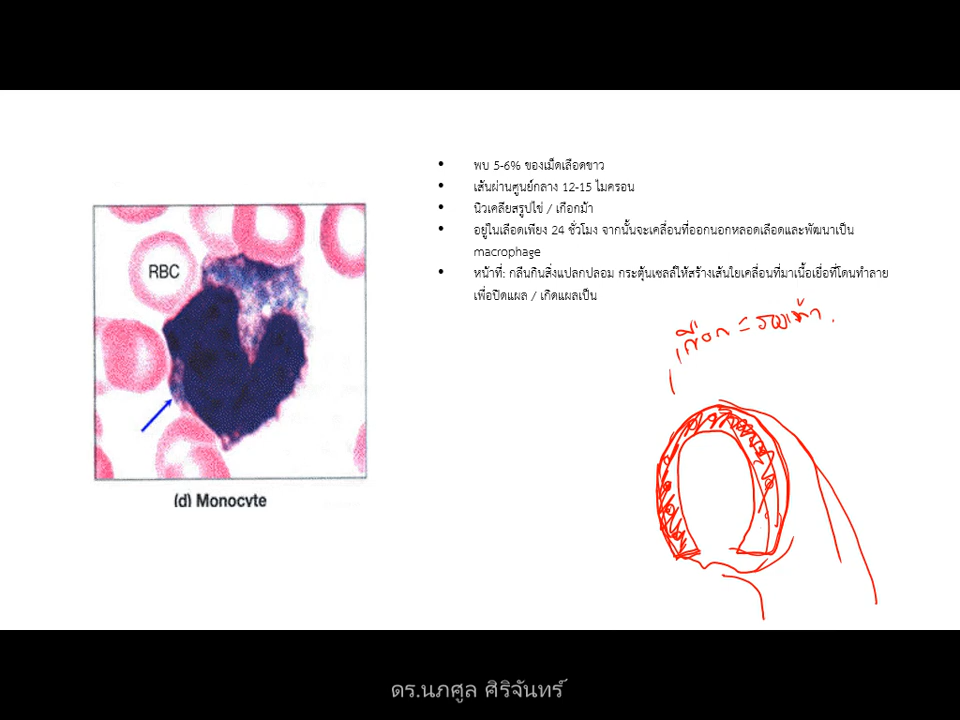 พบ 5-6% ของเม็ดเลือดขาว
เส้นผ่านศูนย์กลาง 12-15 ไมครอน
นิวเคลียสรูปไข่ / เกือกม้า
อยู่ในเลือดเพียง 24 ชั่วโมง จากนั้นจะเคลื่อนที่ออกนอกหลอดเลือดและพัฒนาเป็น
macrophage
หน้าที่: กลืนกินสิ่งแปลกปลอม กระตุ้นเซลล์ให้สร้างเส้นใยเคลื่อนที่มาเนื้อเยื่อที่โดนทำลาย
เพื่อปิดแผล / เกิดแผลเป็น
RBC
(d) Monocyte
เกือก = รองเท้า
ดร.นภศูล ศิริจันทร์